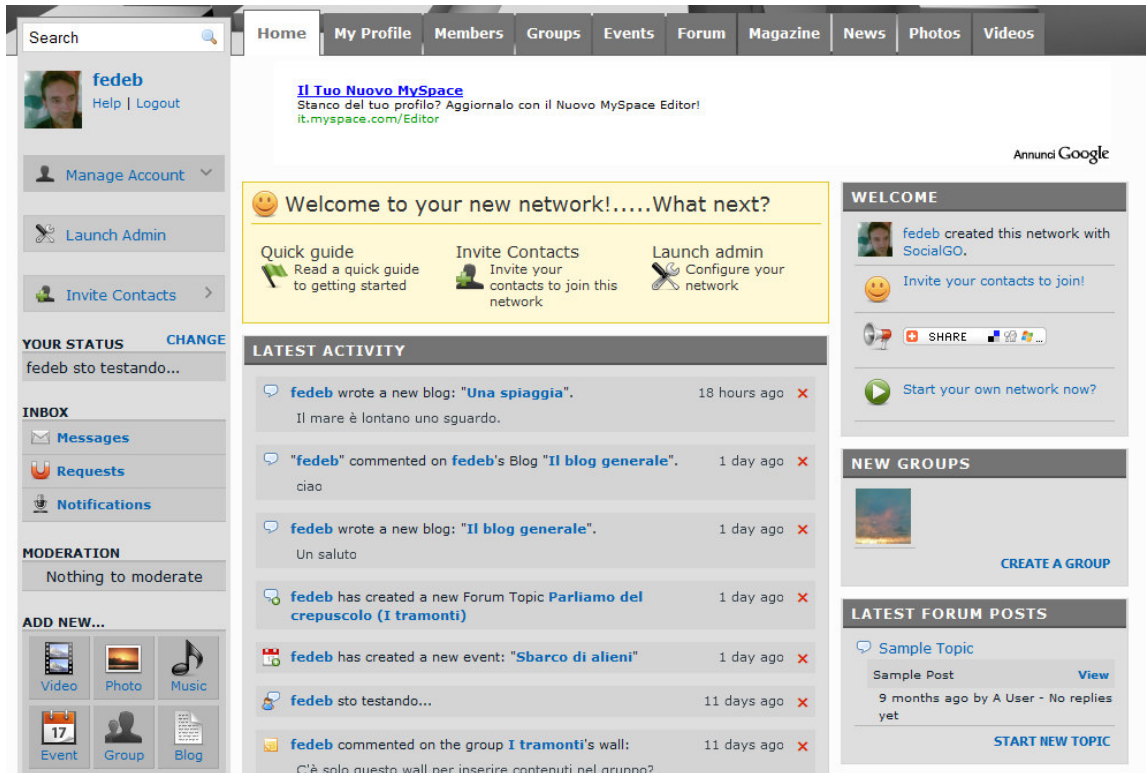 Search
Home My Profile Members Groups Events Forum Magazine News Photos Videos
fedeb
Help | Logout
Manage Account
Launch Admin
Invite Contacts
YOUR STATUS CHANGE
fedeb sto testando...
INBOX
Messages
Requests
Notifications
MODERATION
Nothing to moderate
ADD NEW...
Video Photo Music
17
Event Group Blog
Il Tuo Nuovo MySpace
Stanco del tuo profilo? Aggiornalo con il Nuovo MySpace Editor!
it.myspace.com/Editor
Annunci Google
Welcome to your new network!.....What next?
Quick guide
Read a quick guide
to getting started
Invite Contacts
Invite your
contacts to join this
network
Launch admin
Configure your
network
LATEST ACTIVITY
fedeb wrote a new blog: "Una spiaggia". 18 hours ago
Il mare è lontano uno sguardo.
"fedeb" commented on fedeb's Blog "Il blog generale". 1 day ago
ciao
fedeb wrote a new blog: "Il blog generale". 1 day ago
Un saluto
fedeb has created a new Forum Topic Parliamo del 1 day ago
crepuscolo (I tramonti)
fedeb has created a new event: "Sbarco di alieni" 1 day ago
fedeb sto testando... 11 days ago
fedeb commented on the group I tramonti's wall: 11 days ago
C'è solo questo wall per inserire contenuti nel gruppo?
WELCOME
fedeb created this network with
SocialGO.
Invite your contacts to join!
SHARE ...
Start your own network now?
NEW GROUPS
CREATE A GROUP
LATEST FORUM POSTS
Sample Topic
Sample Post View
9 months ago by A User - No replies
yet
START NEW TOPIC